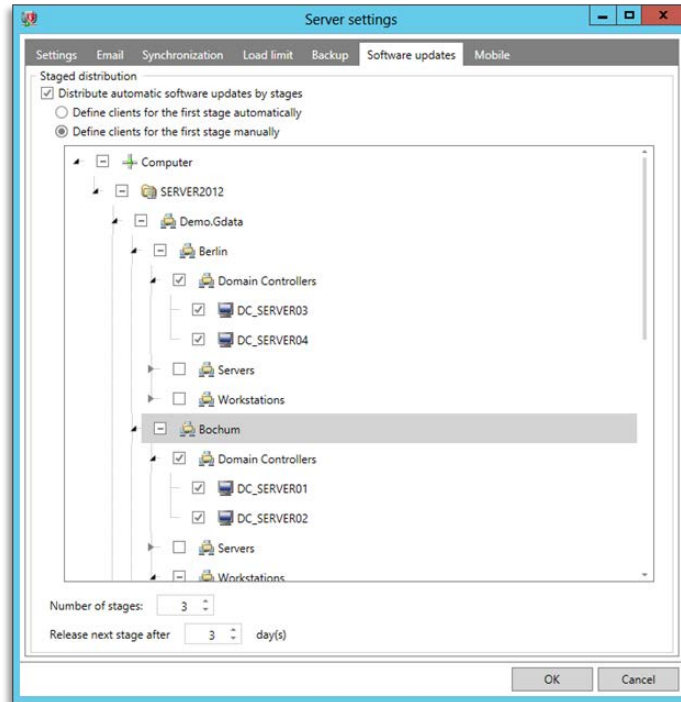 Server settings
Settings Email Synchronization Load limit Backup Software updates Mobile
Staged distribution
Distribute automatic software updates by stages
Define clients for the first stage automatically
Define clients for the first stage manually
Computer
SERVER2012
Demo.Gdata
Berlin
Domain Controllers
DC_SERVER03
DC_SERVER04
Servers
Workstations
Bochum
Domain Controllers
DC_SERVER01
DC_SERVER02
Servers
Workstations
Number of stages: 3
Release next stage after 3 day(s)
OK Cancel